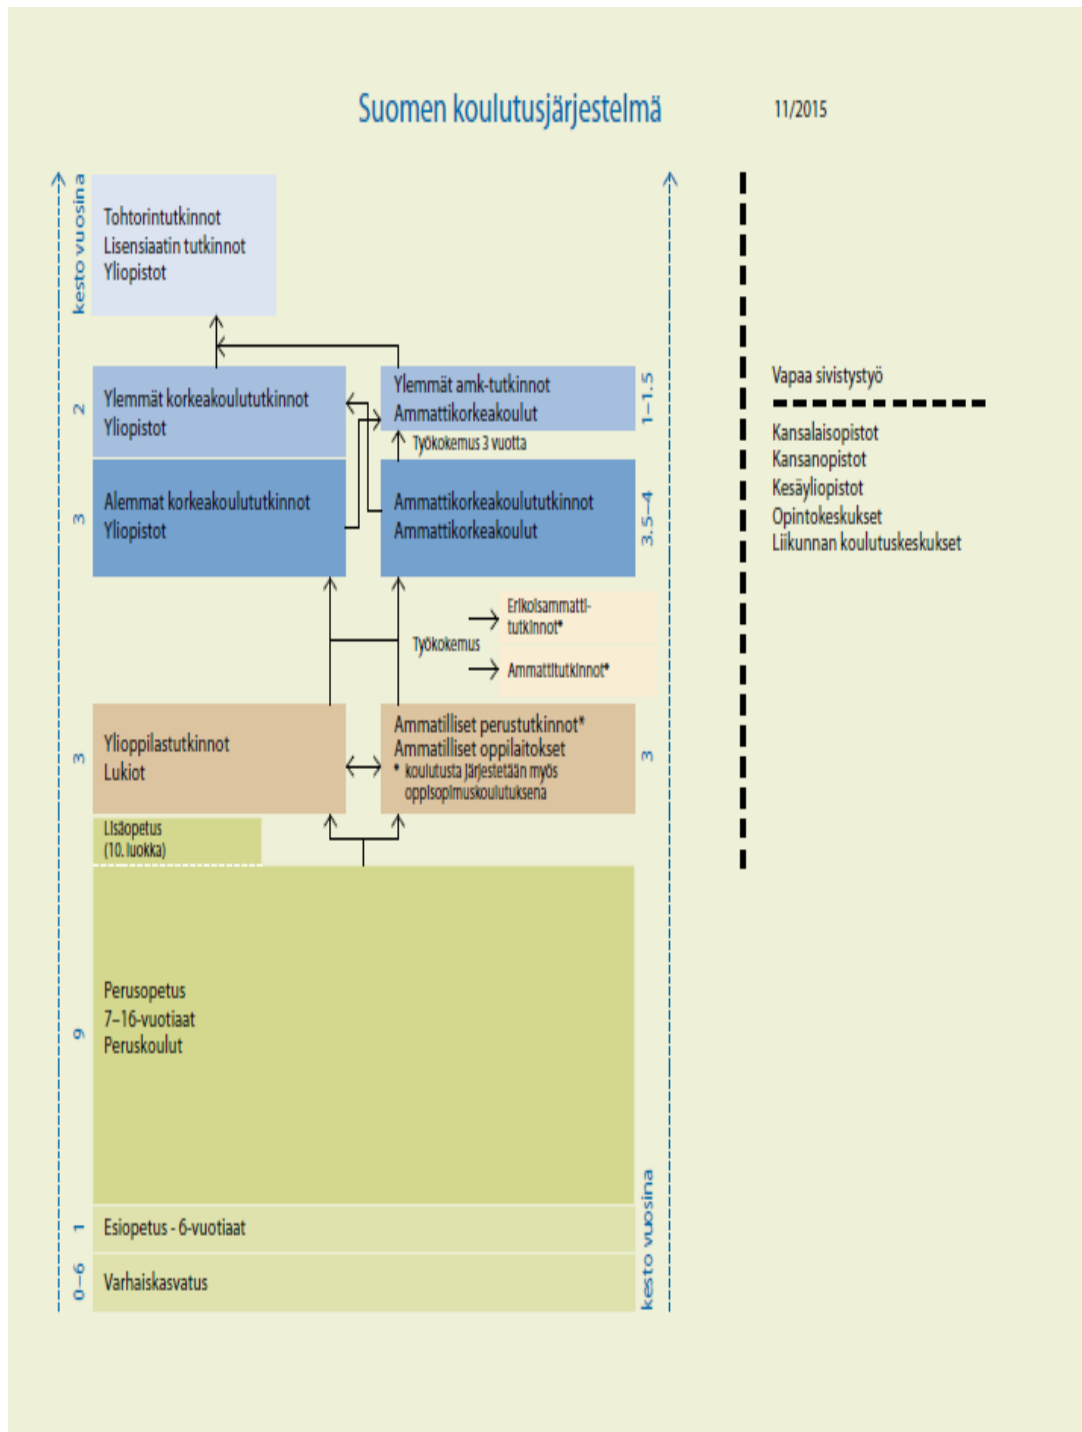 Suomen koulutusjärjestelmä
11/2015
kesto vuosina
Tohtorintutkinnot
Lisensiaatin tutkinnot
Yliopistot
2
Ylemmät korkeakoulututkinnot
Yliopistot
Ylemmät amk-tutkinnot
Ammattikorkeakoulut
1–1.5
Työkokemus 3 vuotta
3
Alemmat korkeakoulututkinnot
Yliopistot
Ammattikorkeakoulututkinnot
Ammattikorkeakoulut
3.5–4
Työkokemus
Erikoisammatti-
tutkinnot*
Ammattitutkinnot*
3
Ylioppilastutkinnot
Lukiot
Ammatilliset perustutkinnot*
Ammatilliset oppilaitokset
* koulutusta järjestetään myös
oppisopimuskoulutuksena
3
Lisäopetus
(10. luokka)
9
Perusopetus
7–16-vuotiaat
Peruskoulut
1
Esiopetus - 6-vuotiaat
0–6
Varhaiskasvatus
kesto vuosina
Vapaa sivistystyö
Kansalaisopistot
Kansanopistot
Kesäyliopistot
Opintokeskukset
Liikunnan koulutuskeskukset